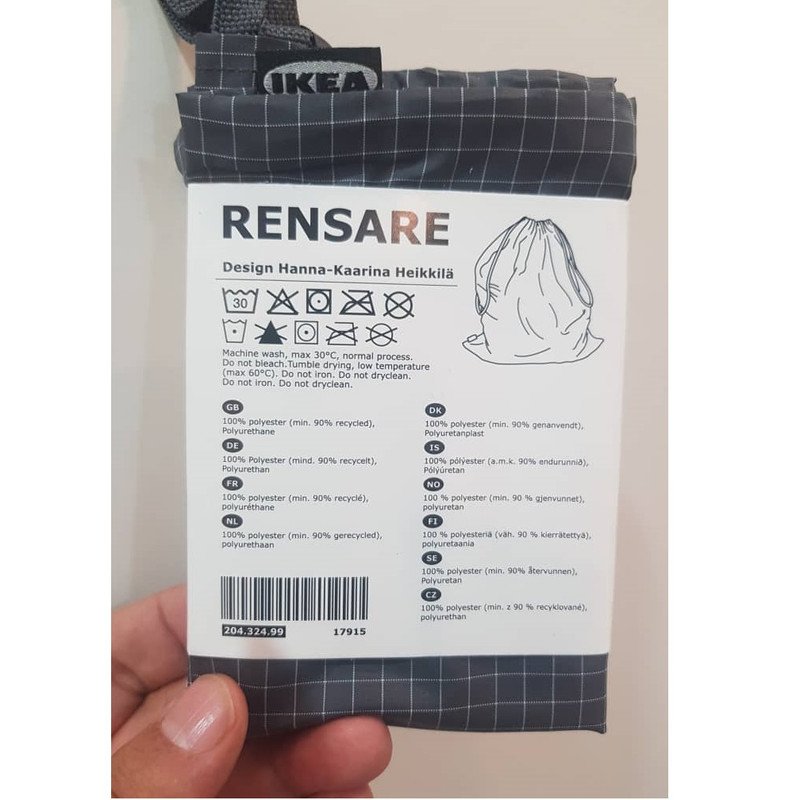 IKEA
RENSARE
Design Hanna-Kaarina Heikkilä
30
Machine wash, max 30°C, normal process.
Do not bleach.Tumble drying, low temperature
(max 60°C). Do not iron. Do not dryclean.
Do not iron. Do not dryclean.
GB
100% polyester (min. 90% recycled),
Polyurethane
DE
100% Polyester (mind. 90% recycelt),
Polyurethan
FR
100% polyester (min. 90% recyclé),
polyuréthane
NL
100% polyester (min. 90% gerecycled),
polyurethaan
DK
100% polyester (min. 90% genanvendt),
Polyuretanplast
IS
100% pólýester (a.m.k. 90% endurunnið),
Pólýúretan
NO
100 % polyester (min. 90 % gjenvunnet),
polyuretan
FI
100 % polyesteriä (väh. 90 % kierrätettyä),
polyuretaania
SE
100% polyester (min. 90% återvunnen),
Polyuretan
CZ
100% polyester (min. z 90 % recyklované),
polyurethan
204.324.99 17915